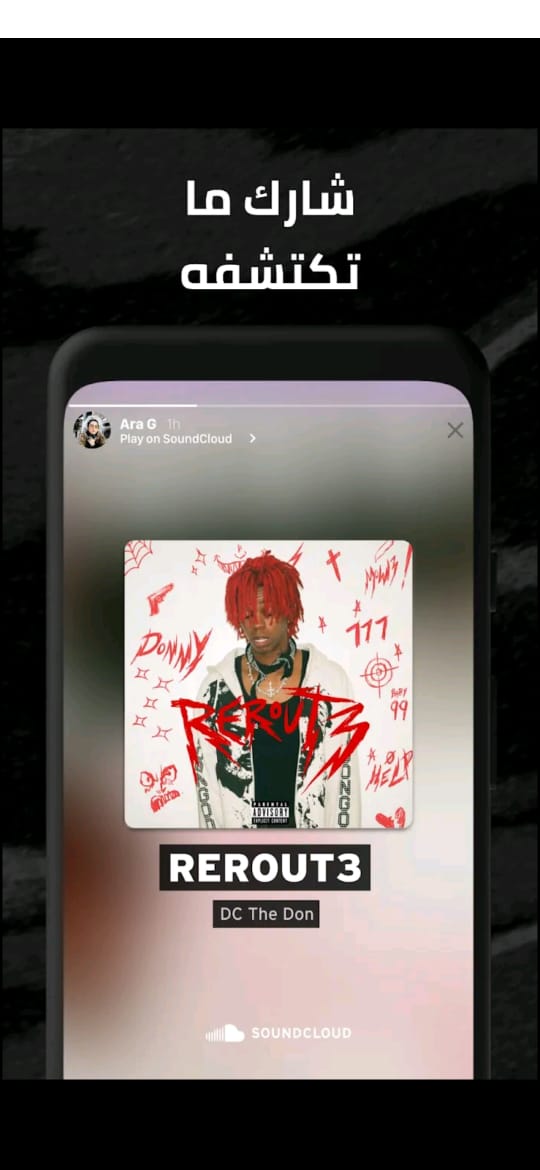 شارك ما
تكتشفه
Ara G 1h
Play on SoundCloud
DONNY
777
99
HELP
REROUT3
PARENTAL
ADVISORY
EXPLICIT CONTENT
REROUT3
DC The Don
SOUNDCLOUD